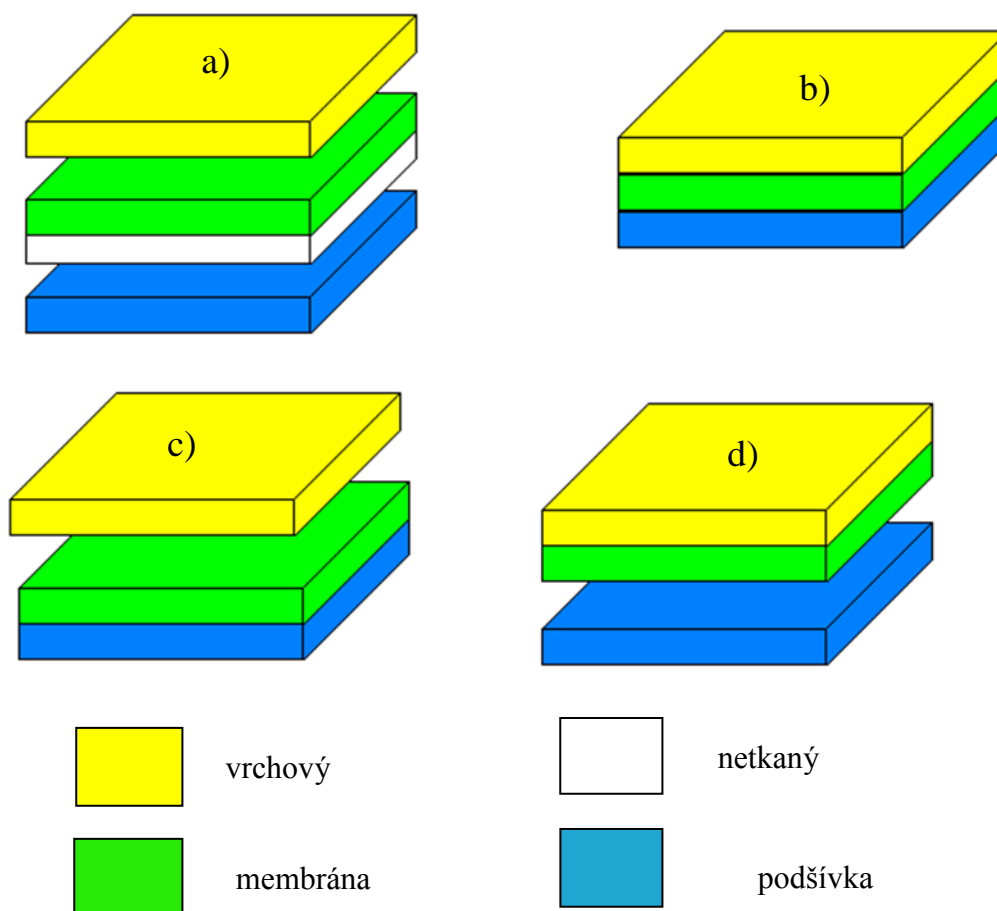 a)
b)
c)
d)
vrchový
netkaný
membrána
podšívka